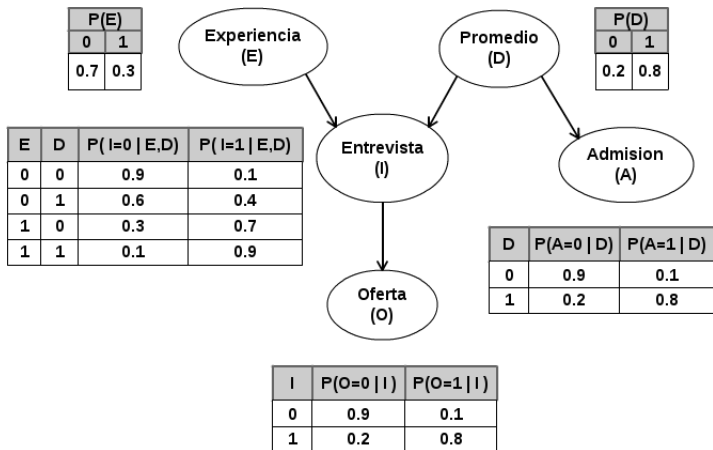 P(E)
0 1
0.7 0.3
Experiencia
(E)
Promedio
(D)
P(D)
0 1
0.2 0.8
E D P( I=0 | E,D) P( I=1 | E,D)
0 0 0.9 0.1
0 1 0.6 0.4
1 0 0.3 0.7
1 1 0.1 0.9
Entrevista
(I)
Admision
(A)
D P(A=0 | D) P(A=1 | D)
0 0.9 0.1
1 0.2 0.8
Oferta
(O)
I P(O=0 | I ) P(O=1 | I )
0 0.9 0.1
1 0.2 0.8